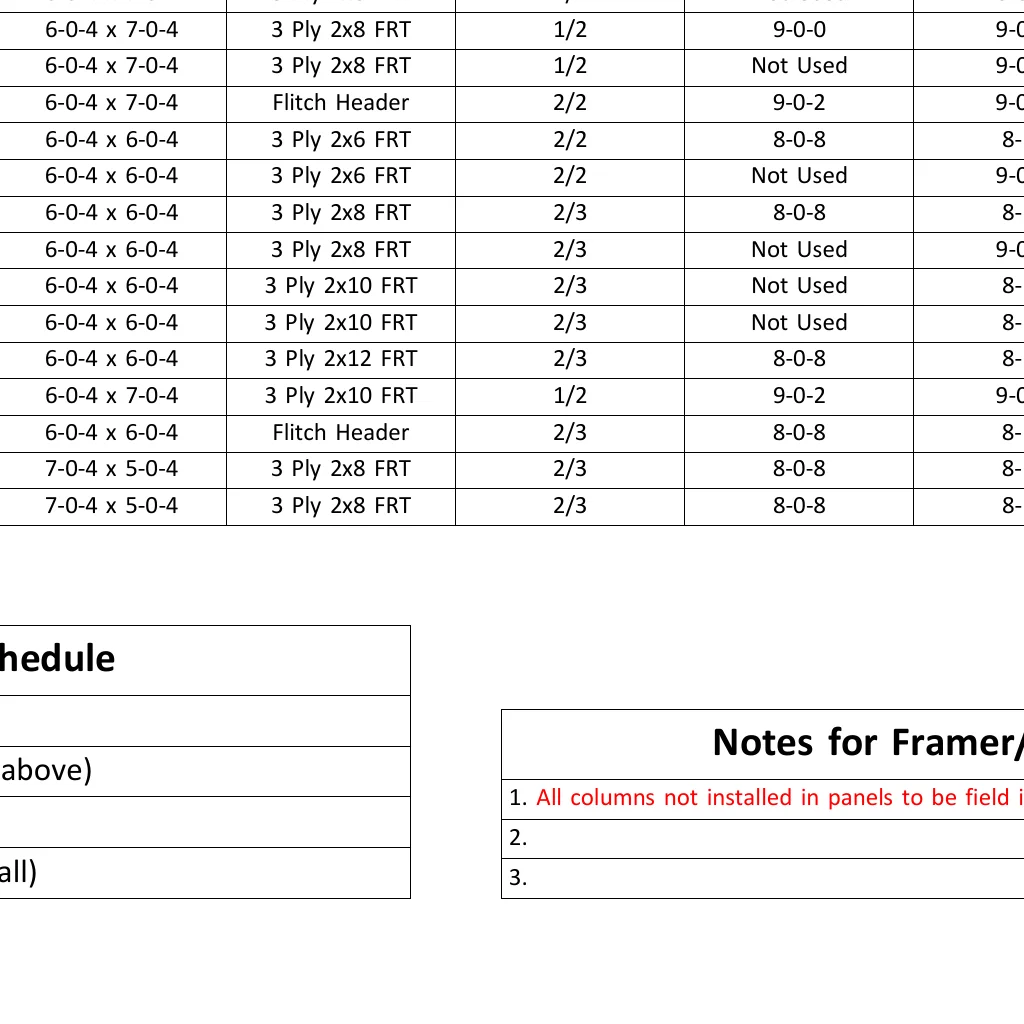 6-0-4 x 7-0-4 3 Ply 2x8 FRT 1/2 9-0-0
6-0-4 x 7-0-4 3 Ply 2x8 FRT 1/2 Not Used
6-0-4 x 7-0-4 Flitch Header 2/2 9-0-2
6-0-4 x 6-0-4 3 Ply 2x6 FRT 2/2 8-0-8 8-
6-0-4 x 6-0-4 3 Ply 2x6 FRT 2/2 Not Used
6-0-4 x 6-0-4 3 Ply 2x8 FRT 2/3 8-0-8 8-
6-0-4 x 6-0-4 3 Ply 2x8 FRT 2/3 Not Used
6-0-4 x 6-0-4 3 Ply 2x10 FRT 2/3 Not Used 8-
6-0-4 x 6-0-4 3 Ply 2x10 FRT 2/3 Not Used 8-
6-0-4 x 6-0-4 3 Ply 2x12 FRT 2/3 8-0-8 8-
6-0-4 x 7-0-4 3 Ply 2x10 FRT 1/2 9-0-2
6-0-4 x 6-0-4 Flitch Header 2/3 8-0-8 8-
7-0-4 x 5-0-4 3 Ply 2x8 FRT 2/3 8-0-8 8-
7-0-4 x 5-0-4 3 Ply 2x8 FRT 2/3 8-0-8 8-
hedule
above)
all)
Notes for Framer/
1. All columns not installed in panels to be field
2.
3.